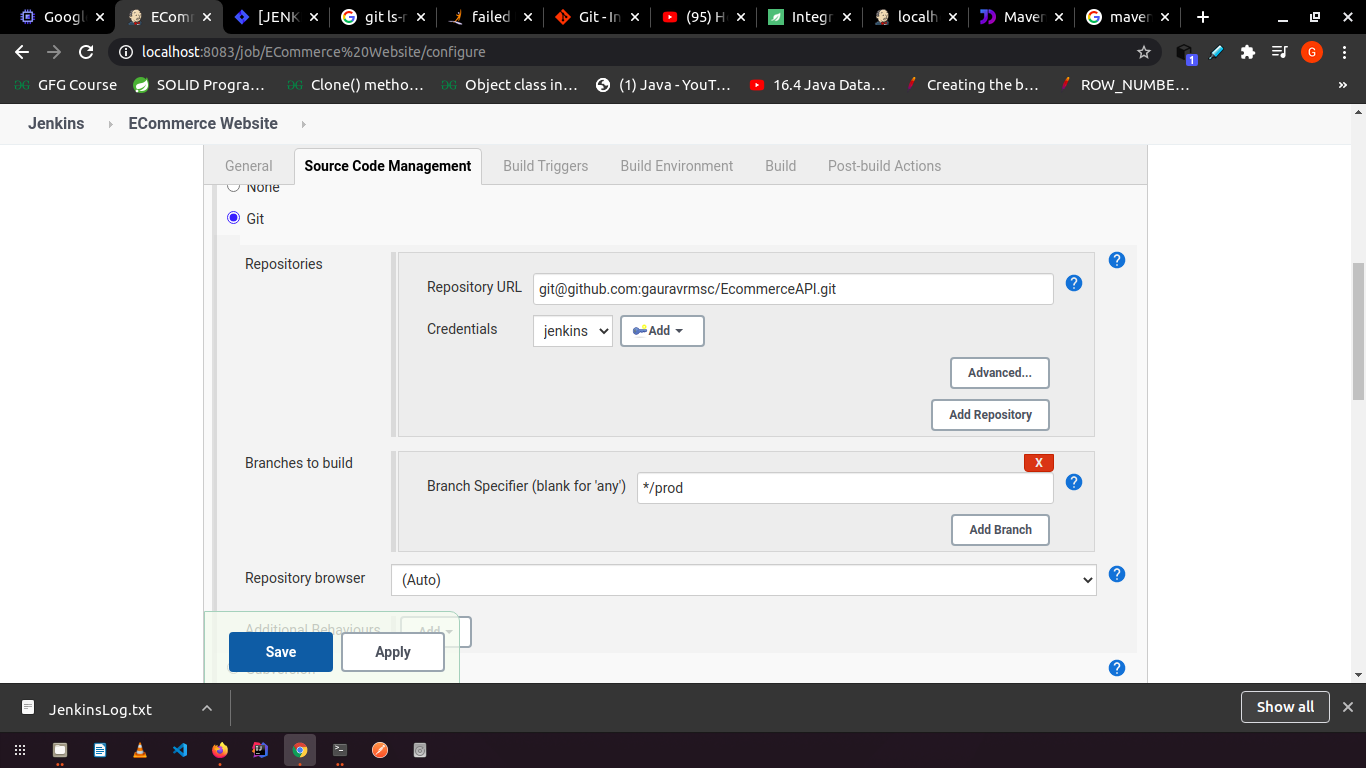 Googl
EComm
[JENK
git ls-r
failed
Git - In
(95) H
Integr
localh
Maver
maver
localhost:8083/job/ECommerce%20Website/configure
1
G
GFG Course
SOLID Progra…
Clone() metho…
Object class in…
(1) Java - YouT…
16.4 Java Data…
Creating the b…
ROW_NUMBE…
»
Jenkins
ECommerce Website
General
Source Code Management
Build Triggers
Build Environment
Build
Post-build Actions
None
Git
Repositories
Repository URL
git@github.com:gauravrmsc/EcommerceAPI.git
Credentials
jenkins
Add
Advanced...
Add Repository
Branches to build
X
Branch Specifier (blank for 'any')
*/prod
Add Branch
Repository browser
(Auto)
Additional Behaviours
Add
Save
Apply
Subversion
JenkinsLog.txt
Show all